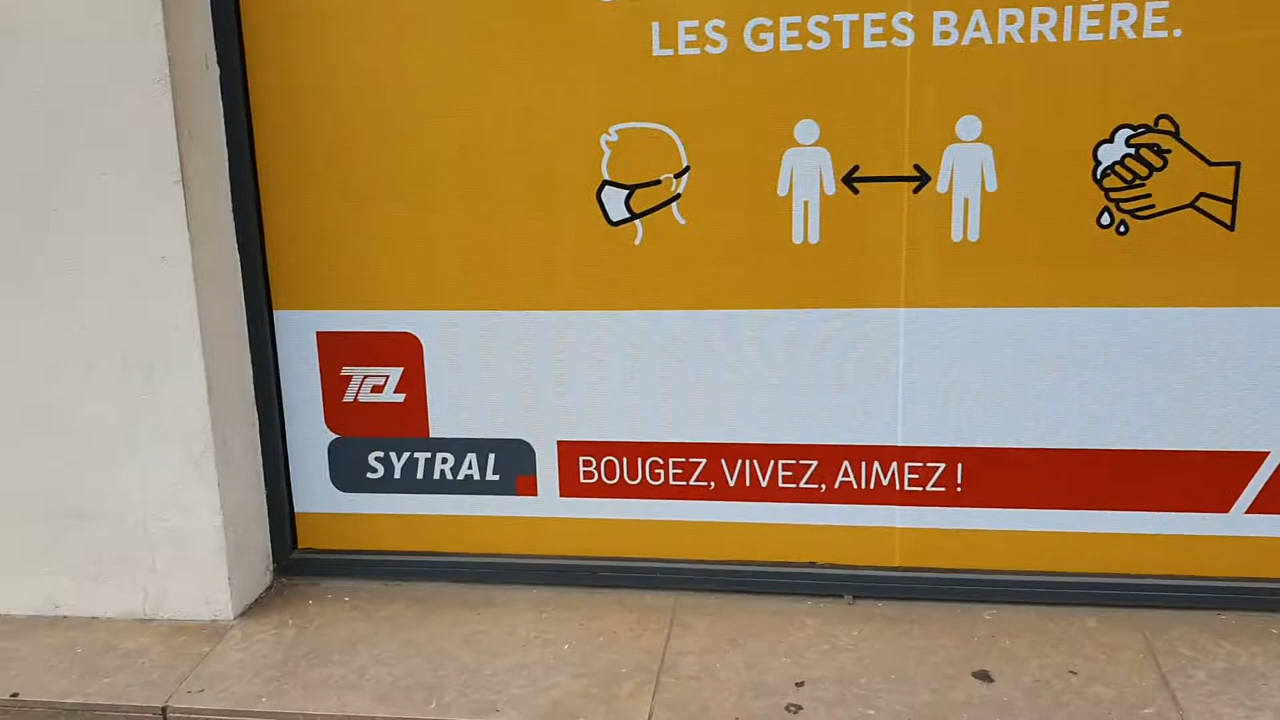 LES GESTES BARRIÈRE.
TCL
SYTRAL
BOUGEZ, VIVEZ, AIMEZ !